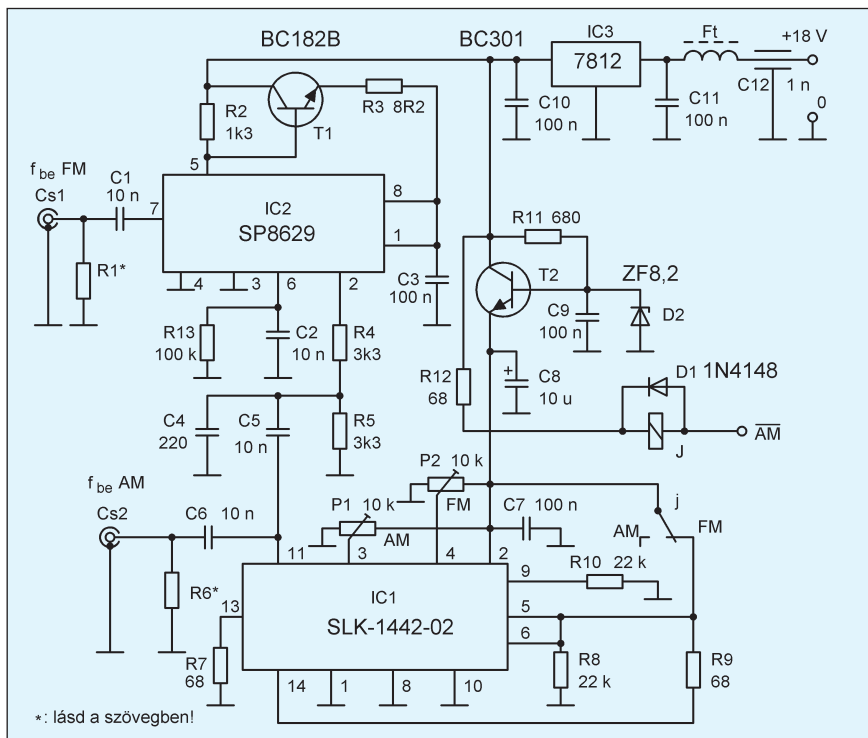 BC182B
BC301
IC3
7812
Ft
+18 V
C12
1 n
0
C10
100 n
C11
100 n
R2
1k3
T1
R3 8R2
5
f be FM
Cs1
C1
10 n
7
IC2
SP8629
8
1
R1*
4
3
6
2
C3
100 n
R11 680
T2
ZF8,2
C9
100 n
D2
R13
100 k
C2
10 n
R4
3k3
R12
68
+
C8
10 u
D1 1N4148
J
AM
C4
220
C5
10 n
R5
3k3
P2 10 k
FM
f be AM
Cs2
C6 10 n
P1 10 k
AM
C7 100 n
j
AM
FM
11
3
4
2
R6*
13
IC1
SLK-1442-02
9
R10 22 k
5
6
R7
68
14
1
8
10
R8
22 k
R9
68
*: lásd a szövegben!